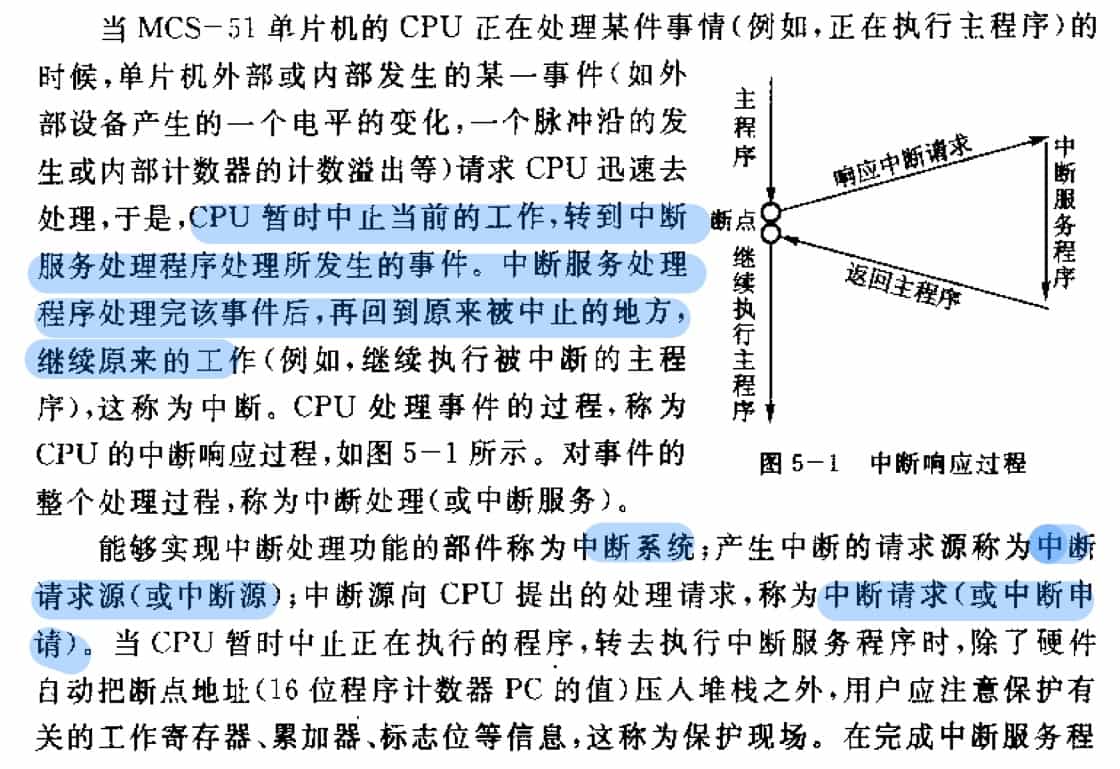 当 MCS-51 单片机的 CPU 正在处理某件事情(例如,正在执行主程序)的
时候,单片机外部或内部发生的某一事件(如外
部设备产生的一个电平的变化,一个脉冲沿的发
生或内部计数器的计数溢出等)请求 CPU 迅速去
处理,于是,CPU 暂时中止当前的工作,转到中断
服务处理程序处理所发生的事件。中断服务处理
程序处理完该事件后,再回到原来被中止的地方,
继续原来的工作(例如,继续执行被中断的主程
序),这称为中断。CPU 处理事件的过程,称为
CPU 的中断响应过程,如图 5-1 所示。对事件的
整个处理过程,称为中断处理(或中断服务)。
主程序
断点
继续执行主程序
响应中断请求
中断服务程序
返回主程序
图 5-1 中断响应过程
能够实现中断处理功能的部件称为中断系统;产生中断的请求源称为中断
请求源(或中断源);中断源向 CPU 提出的处理请求,称为中断请求(或中断申
请)。当 CPU 暂时中止正在执行的程序,转去执行中断服务程序时,除了硬件
自动把断点地址(16 位程序计数器 PC 的值)压入堆栈之外,用户应注意保护有
关的工作寄存器、累加器、标志位等信息,这称为保护现场。在完成中断服务程